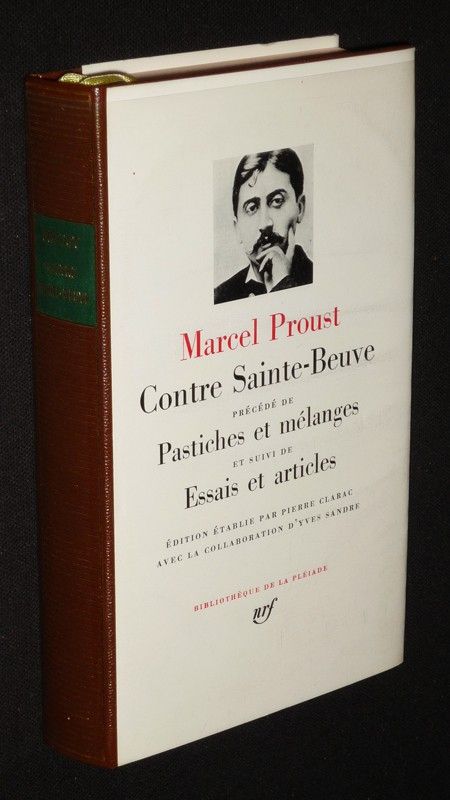 Marcel Proust
Contre Sainte-Beuve
PRÉCÉDÉ DE
Pastiches et mélanges
ET SUIVI DE
Essais et articles
ÉDITION ÉTABLIE PAR PIERRE CLARAC
AVEC LA COLLABORATION D'YVES SANDRE
BIBLIOTHÈQUE DE LA PLÉIADE
nrf